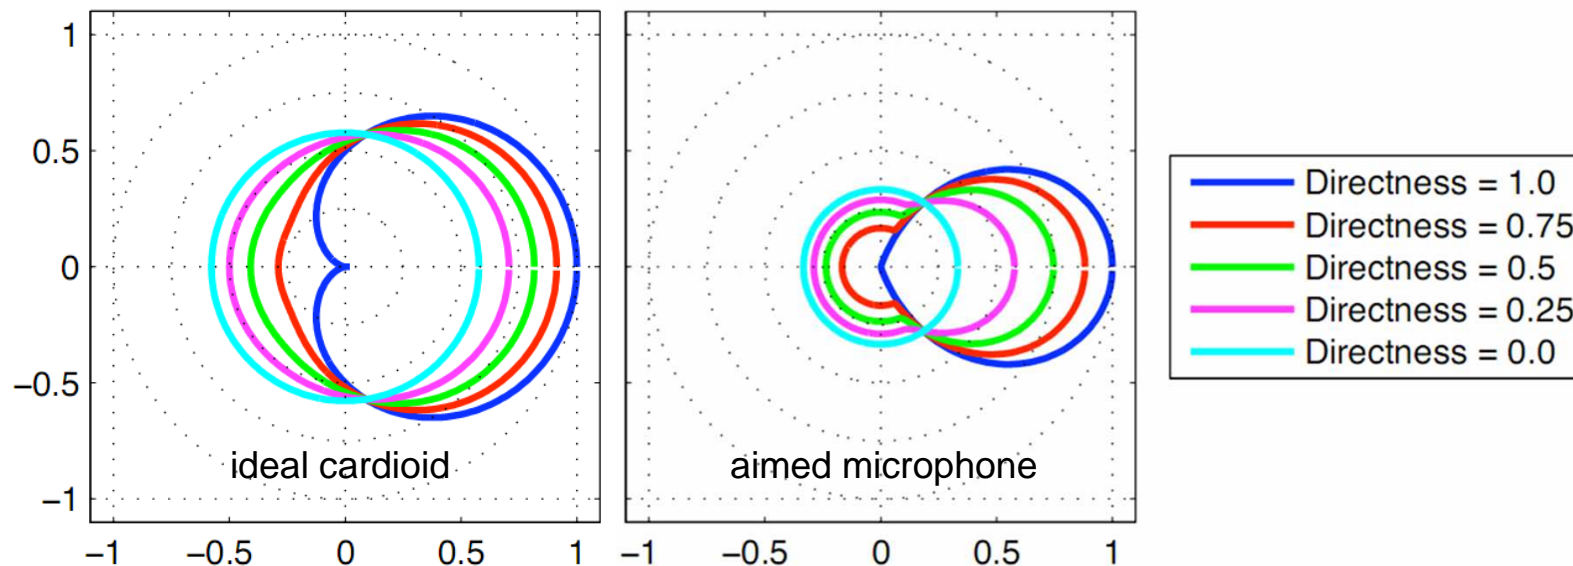 1
0.5
0
−0.5
−1
ideal cardioid
−1 −0.5 0 0.5 1
aimed microphone
−1 −0.5 0 0.5 1
Directness = 1.0
Directness = 0.75
Directness = 0.5
Directness = 0.25
Directness = 0.0